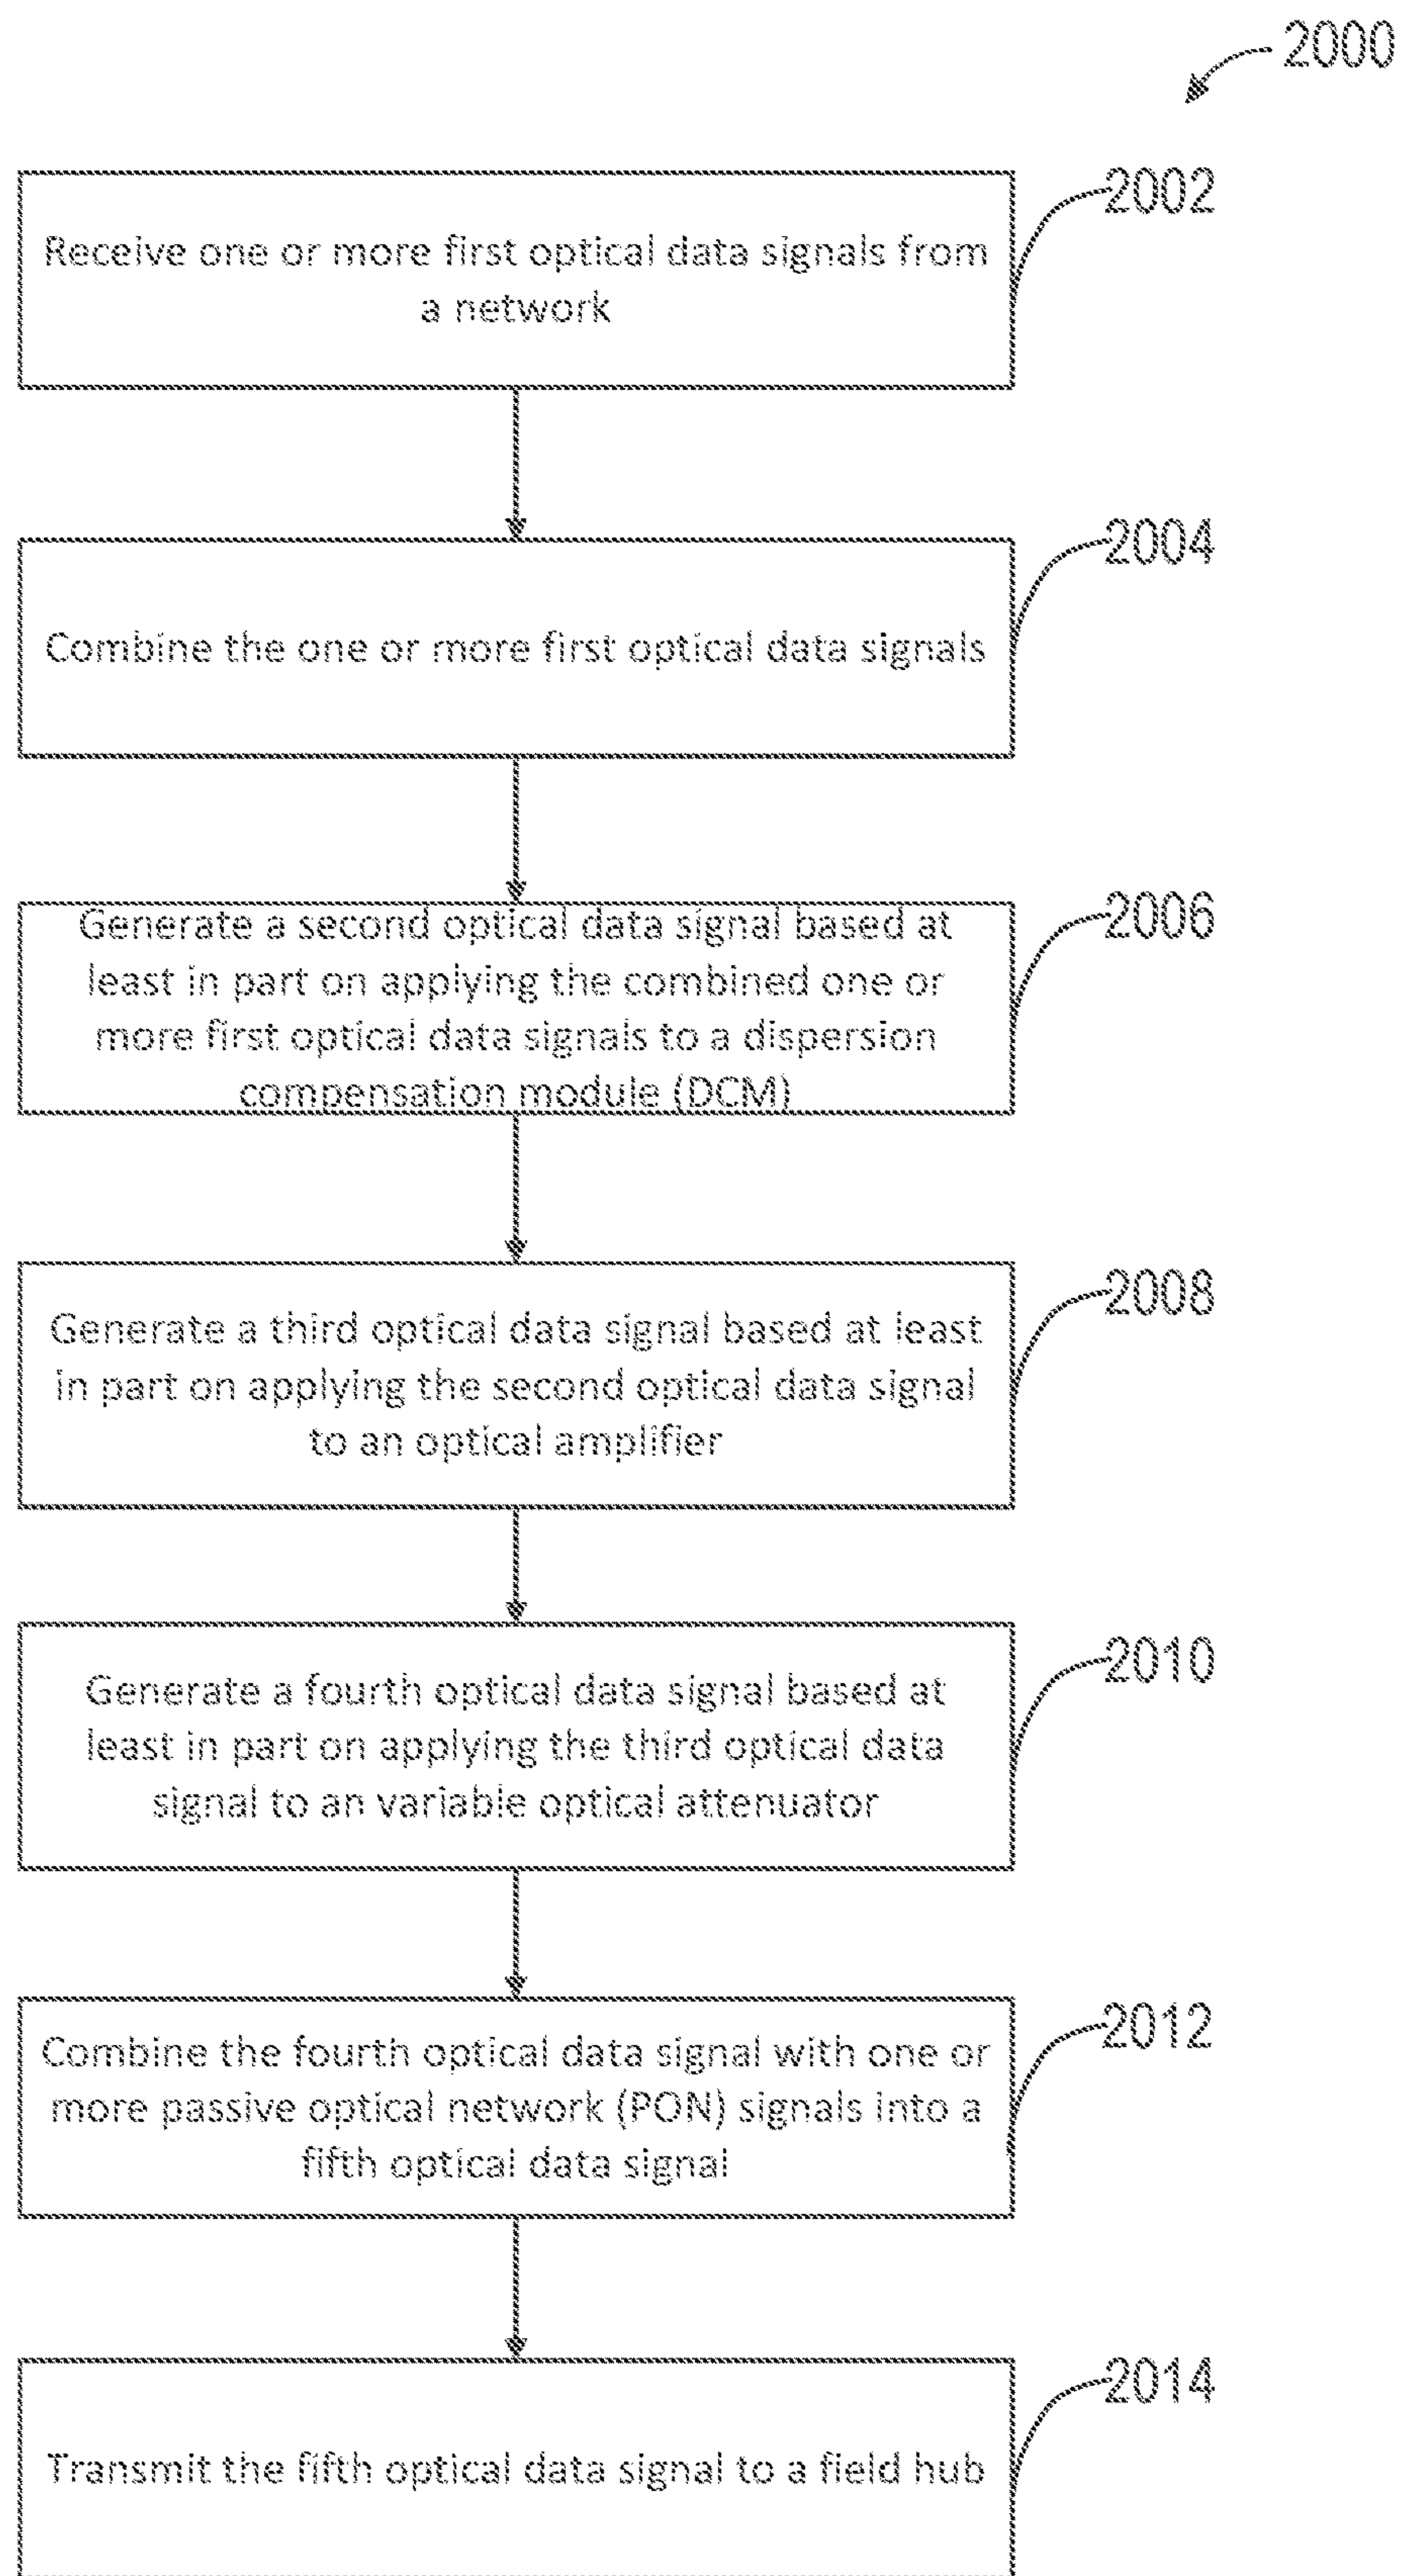 2000
2002
Receive one or more first optical data signals from
a network
2004
Combine the one or more first optical data signals
2006
Generate a second optical data signal based at
least in part on applying the combined one or
more first optical data signals to a dispersion
compensation module (DCM)
2008
Generate a third optical data signal based at least
in part on applying the second optical data signal
to an optical amplifier
2010
Generate a fourth optical data signal based at
least in part on applying the third optical data
signal to an variable optical attenuator
2012
Combine the fourth optical data signal with one or
more passive optical network (PON) signals into a
fifth optical data signal
2014
Transmit the fifth optical data signal to a field hub